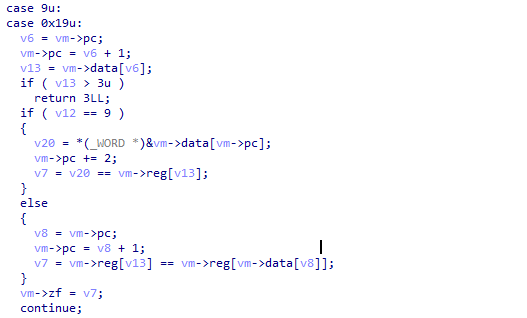 case 9u:
case 0x19u:
  v6 = vm->pc;
  vm->pc = v6 + 1;
  v13 = vm->data[v6];
  if ( v13 > 3u )
    return 3LL;
  if ( v12 == 9 )
  {
    v20 = *(_WORD *)&vm->data[vm->pc];
    vm->pc += 2;
    v7 = v20 == vm->reg[v13];
  }
  else
  {
    v8 = vm->pc;
    vm->pc = v8 + 1;
    v7 = vm->reg[v13] == vm->reg[vm->data[v8]];
  }
  vm->zf = v7;
  continue;